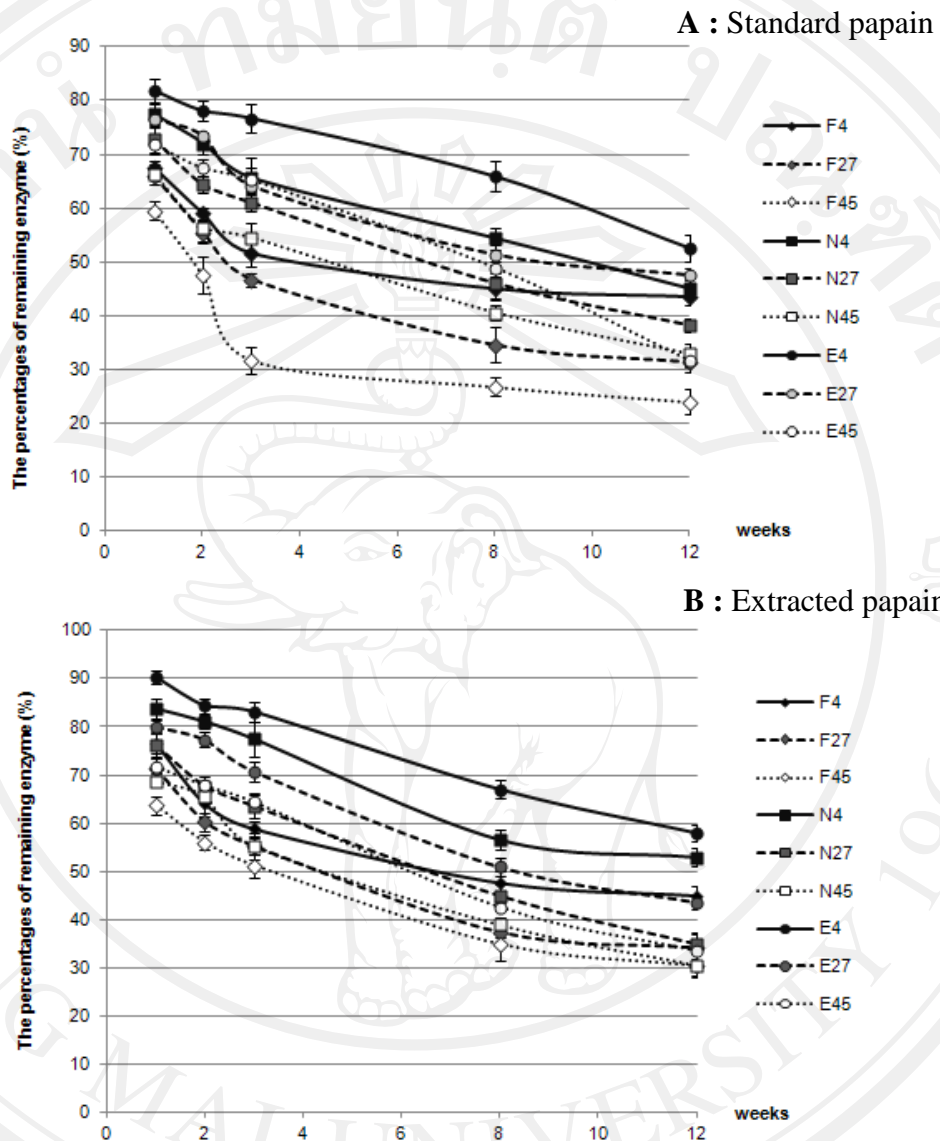 A : Standard papain
The percentages of remaining enzyme (%)
90
80
70
60
50
40
30
20
10
0
0 2 4 6 8 10 12
weeks
F4
F27
F45
N4
N27
N45
E4
E27
E45
B : Extracted papain
The percentages of remaining enzyme (%)
100
90
80
70
60
50
40
30
20
10
0
0 2 4 6 8 10 12
weeks
F4
F27
F45
N4
N27
N45
E4
E27
E45